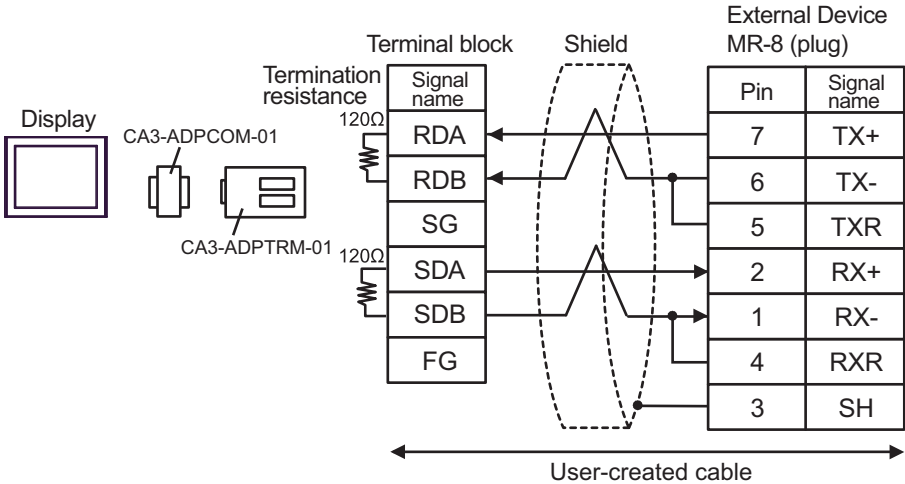 External Device
MR-8 (plug)
Terminal block
Shield
Termination
resistance
Display
CA3-ADPCOM-01
CA3-ADPTRM-01
120Ω
120Ω
Signal
name
RDA
RDB
SG
SDA
SDB
FG
Pin
Signal
name
7 TX+
6 TX-
5 TXR
2 RX+
1 RX-
4 RXR
3 SH
User-created cable